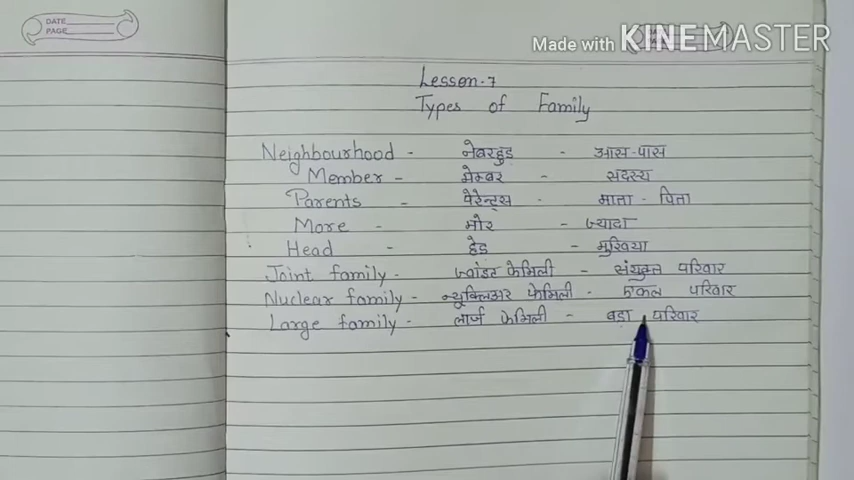 DATE
PAGE
Made with KINEMASTER
Lesson-7
Types of Family
Neighbourhood - नेबरहुड - आस-पास
Member - मेम्बर - सदस्य
Parents - पेरेन्ट्स - माता - पिता
More - मोर - ज्यादा
Head - हेड - मुखिया
Joint family - ज्वांइट फेमिली - संयुक्त परिवार
Nuclear family - न्यूक्लिअर फेमिली - एकल परिवार
Large family - लार्ज फेमिली - बड़ा परिवार